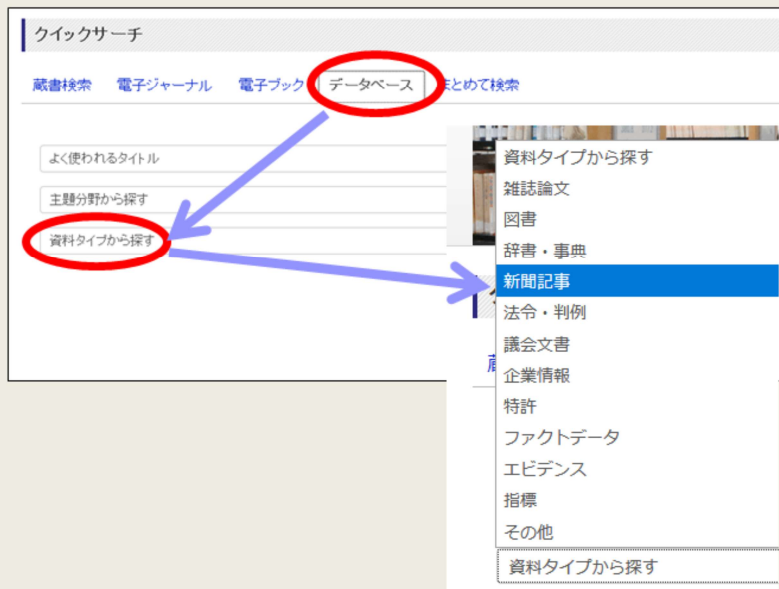 クイックサーチ
蔵書検索 電子ジャーナル 電子ブック データベース まとめて検索
よく使われるタイトル
主題分野から探す
資料タイプから探す
資料タイプから探す
雑誌論文
図書
辞書・事典
新聞記事
法令・判例
議会文書
企業情報
特許
ファクトデータ
エビデンス
指標
その他
資料タイプから探す